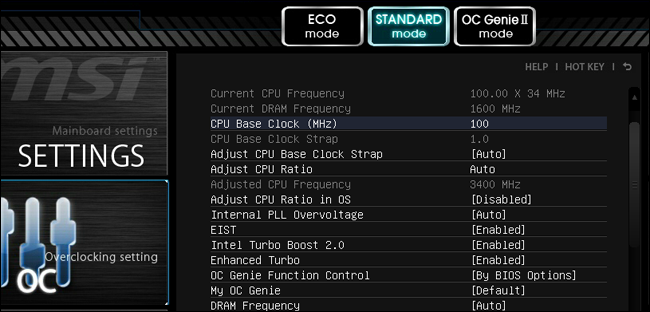 ECO
mode
STANDARD
mode
OC Genie II
mode
HELP | HOT KEY |
msi
Mainboard settings
SETTINGS
Overclocking setting
OC
Current CPU Frequency 100.00 X 34 MHz
Current DRAM Frequency 1600 MHz
CPU Base Clock (MHz) 100
CPU Base Clock Strap 1.0
Adjust CPU Base Clock Strap [Auto]
Adjust CPU Ratio Auto
Adjusted CPU Frequency 3400 MHz
Adjust CPU Ratio in OS [Disabled]
Internal PLL Overvoltage [Auto]
EIST [Enabled]
Intel Turbo Boost 2.0 [Enabled]
Enhanced Turbo [Enabled]
OC Genie Function Control [By BIOS Options]
My OC Genie [Default]
DRAM Frequency [Auto]